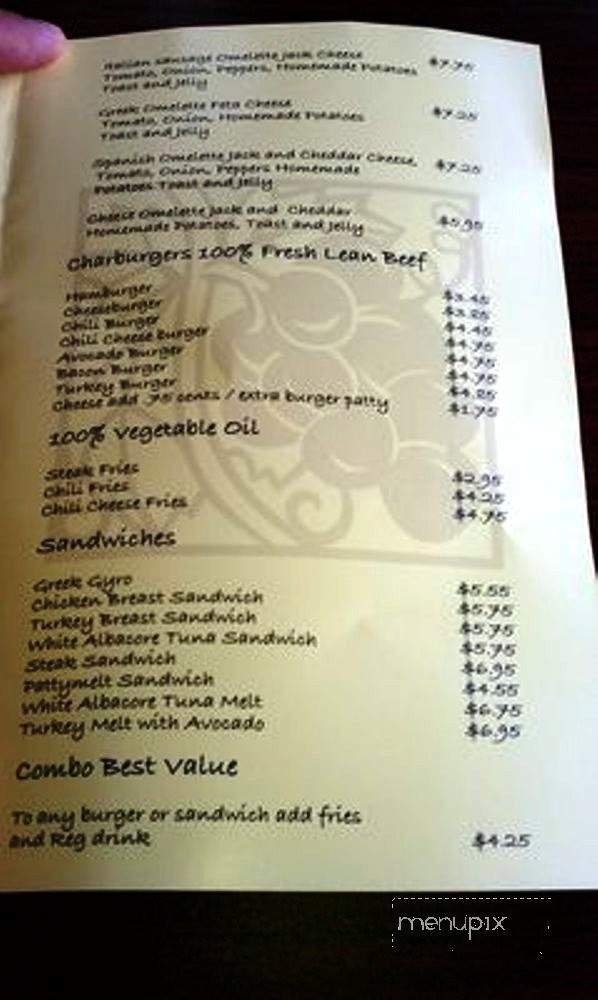 Italian sausage Omelette Jack Cheese $7.75
Tomato, Onion, Peppers, Homemade Potatoes
Toast and Jelly
Greek Omelette Feta Cheese $7.25
Tomato, Onion, Homemade Potatoes
Toast and Jelly
Spanish Omelette Jack and Cheddar Cheese, $7.25
Tomato, Onion, Peppers Homemade
Potatoes Toast and Jelly
Cheese Omelette Jack and Cheddar $5.95
Homemade Potatoes, Toast and Jelly
Charburgers 100% Fresh Lean Beef
Hamburger $3.45
Cheeseburger
Chili Burger $4.45
Chili Cheese burger $4.75
Avocado Burger $4.75
Bacon Burger $4.75
Turkey Burger $4.25
Cheese add .75 cents / extra burger patty $1.75
100% Vegetable Oil
Steak Fries $2.95
Chili Fries $4.25
Chili Cheese Fries $4.75
Sandwiches
Greek Gyro $5.55
Chicken Breast Sandwich $5.75
Turkey Breast Sandwich $5.75
White Albacore Tuna Sandwich $5.75
Steak Sandwich $6.95
Pattymelt Sandwich $4.55
White Albacore Tuna Melt $6.75
Turkey Melt with Avocado $6.95
Combo Best Value
To any burger or sandwich add fries
and Reg drink $4.25
menupix